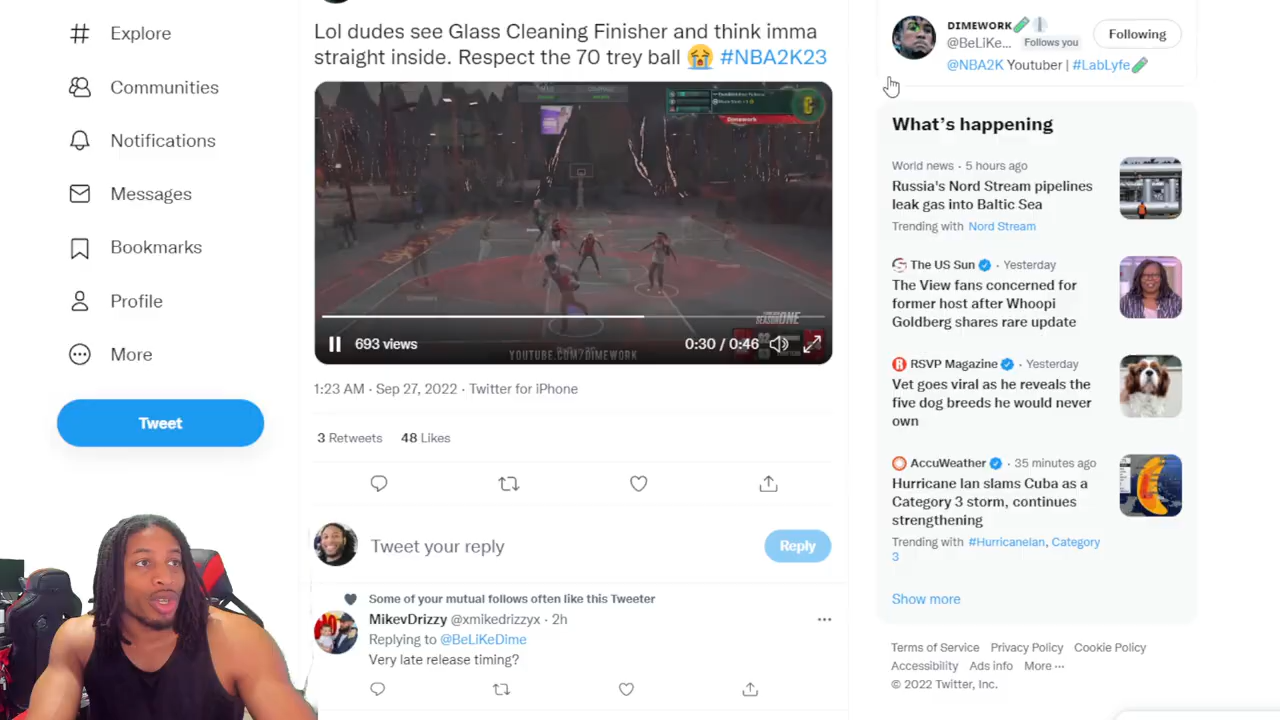 Explore
Communities
Notifications
Messages
Bookmarks
Profile
More
Tweet
Lol dudes see Glass Cleaning Finisher and think imma
straight inside. Respect the 70 trey ball 😭 #NBA2K23
Dimework
SEASON ONE
693 views
0:30 / 0:46
YOUTUBE.COM/DIMEWORK
1:23 AM · Sep 27, 2022 · Twitter for iPhone
3 Retweets 48 Likes
Tweet your reply
Reply
Some of your mutual follows often like this Tweeter
MikevDrizzy @xmikedrizzyx · 2h
Replying to @BeLiKeDime
Very late release timing?
DIMEWORK
@BeLiKe... Follows you
Following
@NBA2K Youtuber | #LabLyfe
What's happening
World news · 5 hours ago
Russia's Nord Stream pipelines
leak gas into Baltic Sea
Trending with Nord Stream
The US Sun · Yesterday
The View fans concerned for
former host after Whoopi
Goldberg shares rare update
RSVP Magazine · Yesterday
Vet goes viral as he reveals the
five dog breeds he would never
own
AccuWeather · 35 minutes ago
Hurricane Ian slams Cuba as a
Category 3 storm, continues
strengthening
Trending with #HurricaneIan, Category
3
Show more
Terms of Service Privacy Policy Cookie Policy
Accessibility Ads info More ···
© 2022 Twitter, Inc.